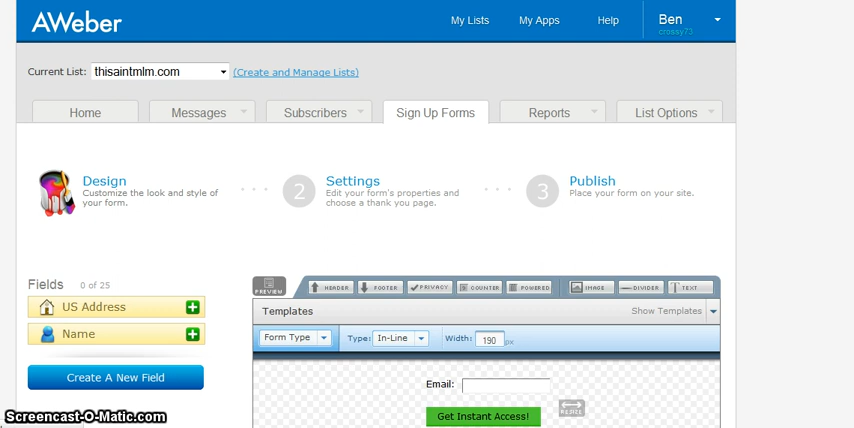 AWeber
My Lists My Apps Help Ben
crossy73
Current List: thisaintmlm.com (Create and Manage Lists)
Home Messages Subscribers Sign Up Forms Reports List Options
Design
Customize the look and style of
your form.
2 Settings
Edit your form's properties and
choose a thank you page.
3 Publish
Place your form on your site.
Fields 0 of 25
US Address
Name
Create A New Field
PREVIEW HEADER FOOTER PRIVACY COUNTER POWERED IMAGE DIVIDER TEXT
Templates Show Templates
Form Type Type: In-Line Width: 190 px
Email:
RESIZE
Get Instant Access!
Screencast-O-Matic.com